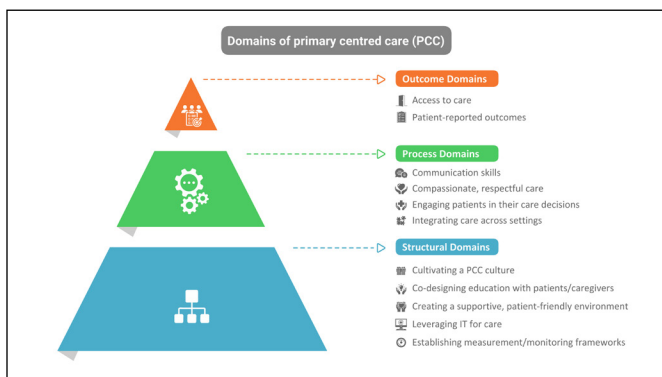 Domains of primary centred care (PCC)
Outcome Domains
Access to care
Patient-reported outcomes
Process Domains
Communication skills
Compassionate, respectful care
Engaging patients in their care decisions
Integrating care across settings
Structural Domains
Cultivating a PCC culture
Co-designing education with patients/caregivers
Creating a supportive, patient-friendly environment
Leveraging IT for care
Establishing measurement/monitoring frameworks